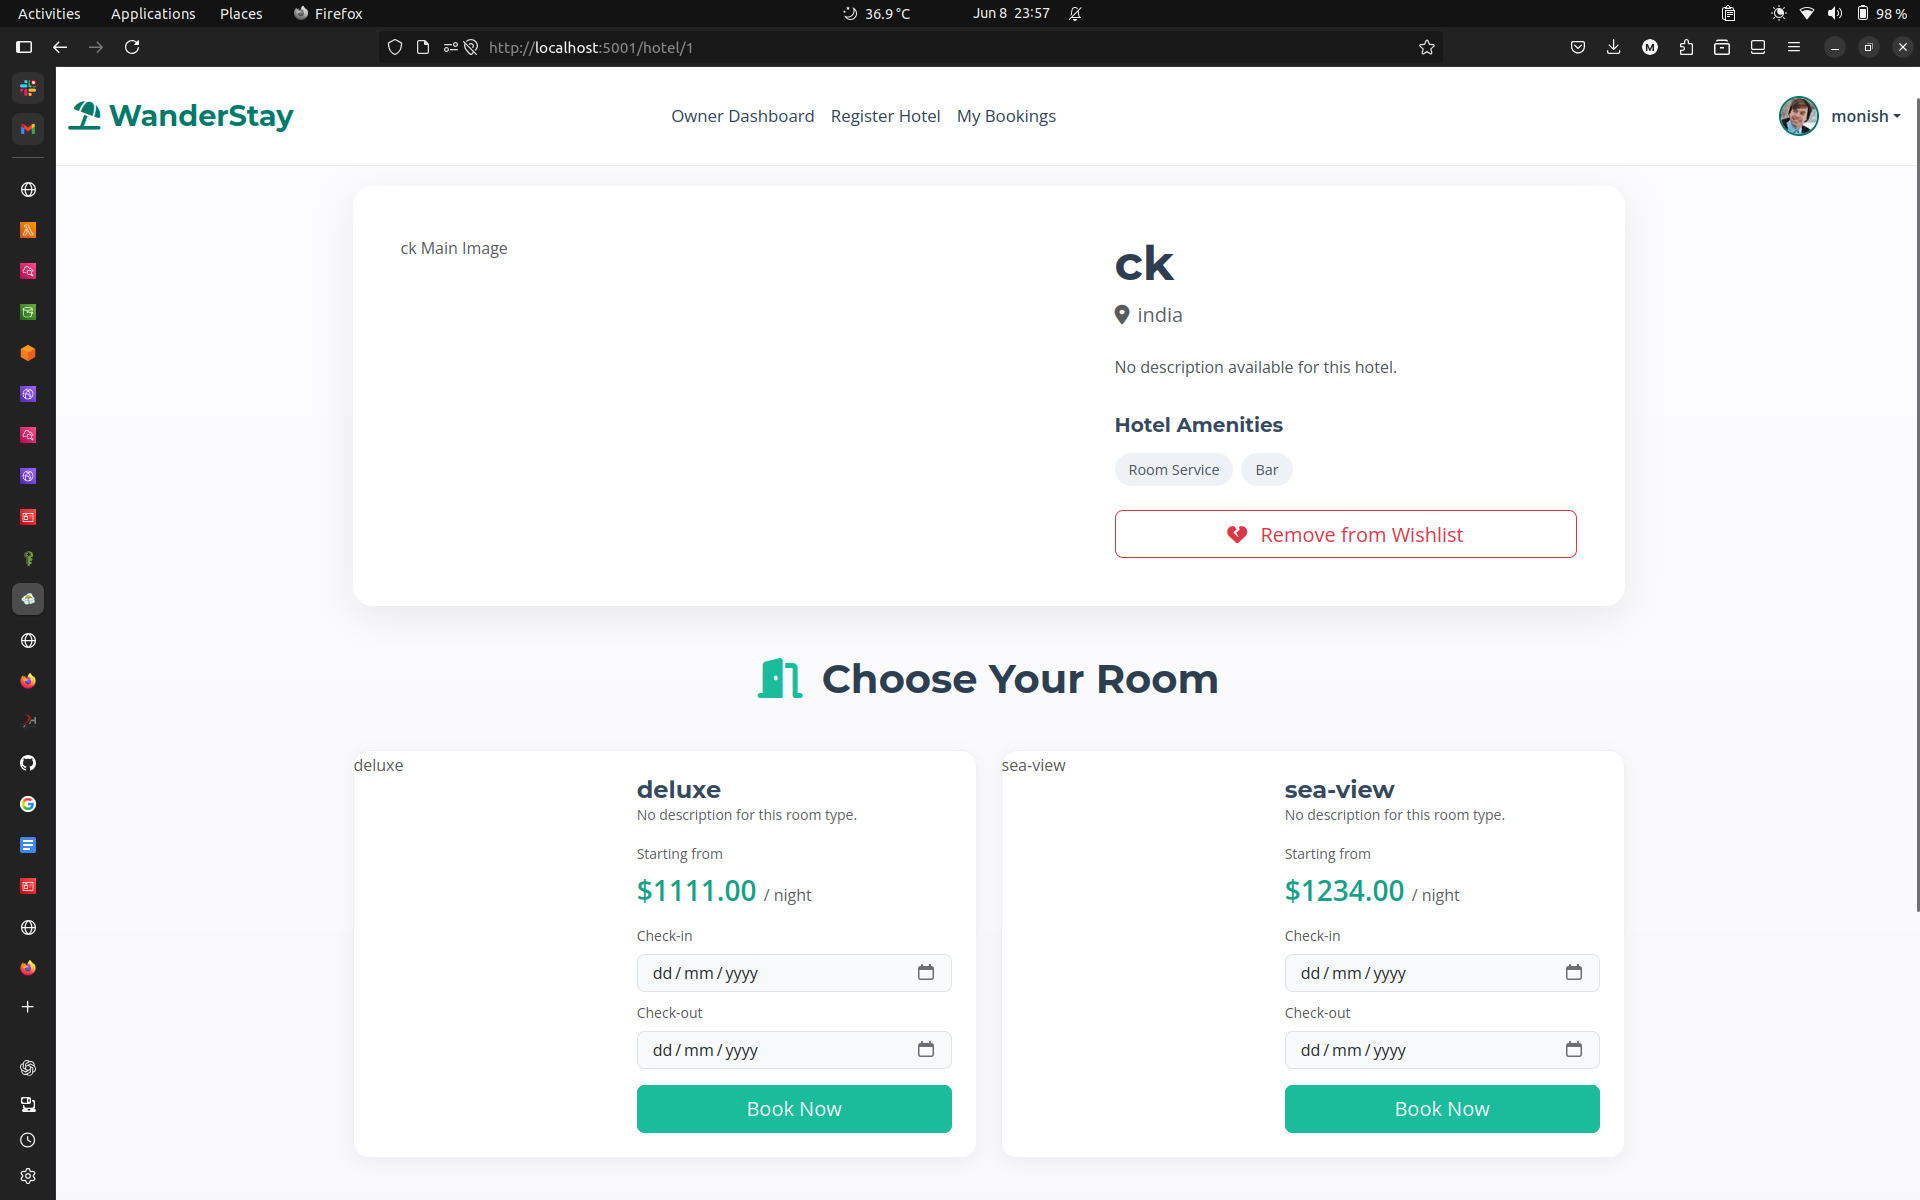 Activities Applications Places Firefox 36.9 °C Jun 8 23:57 98 %
http://localhost:5001/hotel/1
WanderStay Owner Dashboard Register Hotel My Bookings monish
ck Main Image
ck
india
No description available for this hotel.
Hotel Amenities
Room Service Bar
Remove from Wishlist
Choose Your Room
deluxe
deluxe
No description for this room type.
Starting from
$1111.00 / night
Check-in
dd / mm / yyyy
Check-out
dd / mm / yyyy
Book Now
sea-view
sea-view
No description for this room type.
Starting from
$1234.00 / night
Check-in
dd / mm / yyyy
Check-out
dd / mm / yyyy
Book Now